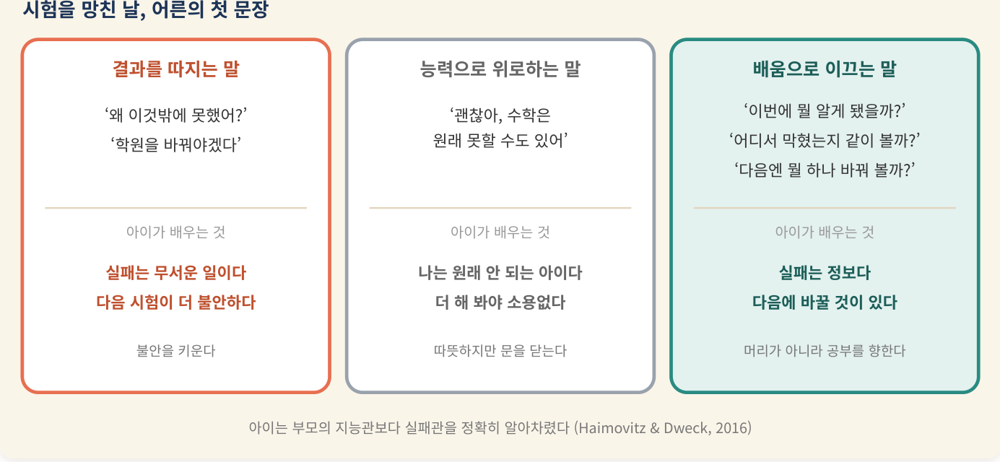 시험을 망친 날, 어른의 첫 문장
결과를 따지는 말
‘왜 이것밖에 못했어?’
‘학원을 바꿔야겠다’
아이가 배우는 것
실패는 무서운 일이다
다음 시험이 더 불안하다
불안을 키운다
능력으로 위로하는 말
‘괜찮아, 수학은
원래 못할 수도 있어’
아이가 배우는 것
나는 원래 안 되는 아이다
더 해 봐야 소용없다
따뜻하지만 문을 닫는다
배움으로 이끄는 말
‘이번에 뭘 알게 됐을까?’
‘어디서 막혔는지 같이 볼까?’
‘다음엔 뭘 하나 바꿔 볼까?’
아이가 배우는 것
실패는 정보다
다음에 바꿀 것이 있다
머리가 아니라 공부를 향한다
아이는 부모의 지능관보다 실패관을 정확히 알아차렸다 (Haimovitz & Dweck, 2016)